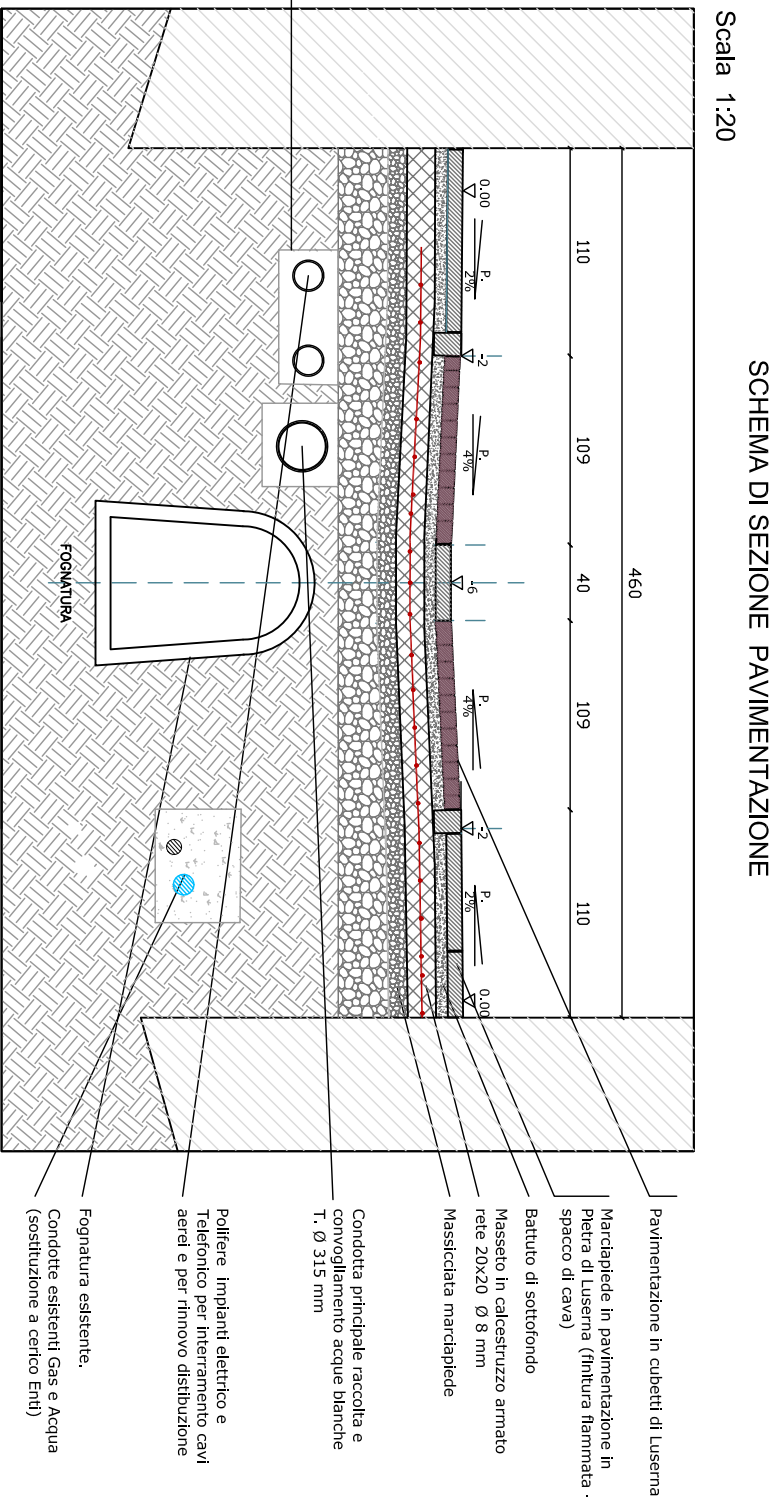 SCHEMA DI SEZIONE PAVIMENTAZIONE
Scala 1:20
460
110
109
40
109
110
0.00
P.
2%
-2
P.
4%
-6
P.
4%
-2
P.
2%
0.00
FOGNATURA
Pavimentazione in cubetti di Luserna
Marciapiede in pavimentazione in
Pietra di Luserna (finitura fiammata -
spacco di cava)
Battuto di sottofondo
Masseto in calcestruzzo armato
rete 20x20 Ø 8 mm
Massicciata marciapiede
Condotta principale raccolta e
convogliamento acque blanche
T. Ø 315 mm
Polifere impianti elettrico e
Telefonico per interramento cavi
aerei e per rinnovo distibuzione
Fognatura esistente.
Condotte esistenti Gas e Acqua
(sostituzione a cerico Enti)